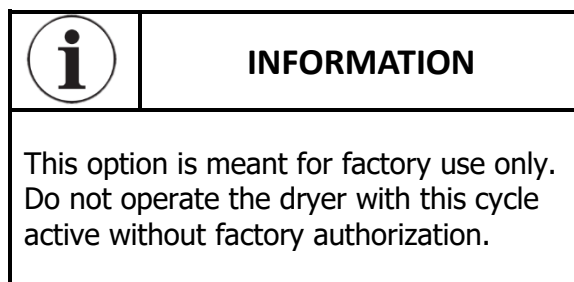 INFORMATION
This option is meant for factory use only.
Do not operate the dryer with this cycle
active without factory authorization.